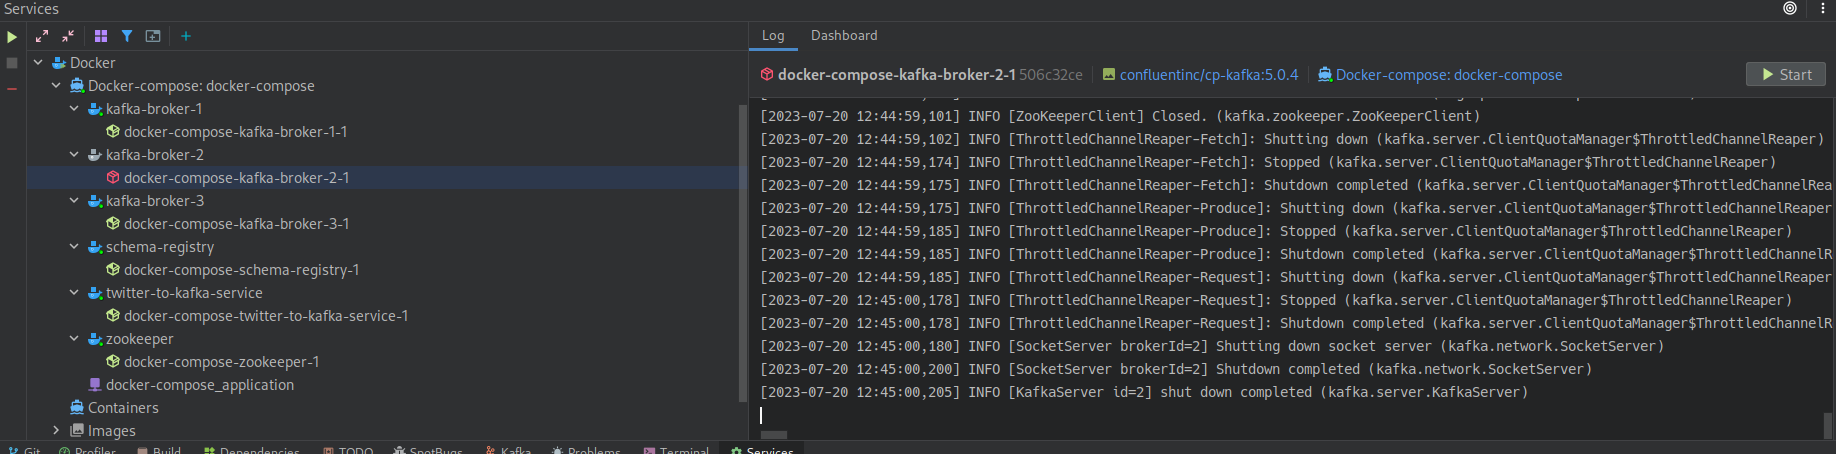 Services
Docker
Docker-compose: docker-compose
kafka-broker-1
docker-compose-kafka-broker-1-1
kafka-broker-2
docker-compose-kafka-broker-2-1
kafka-broker-3
docker-compose-kafka-broker-3-1
schema-registry
docker-compose-schema-registry-1
twitter-to-kafka-service
docker-compose-twitter-to-kafka-service-1
zookeeper
docker-compose-zookeeper-1
docker-compose_application
Containers
Images
Log Dashboard
docker-compose-kafka-broker-2-1 506c32ce confluentinc/cp-kafka:5.0.4 Docker-compose: docker-compose Start
[2023-07-20 12:44:59,101] INFO [ZooKeeperClient] Closed. (kafka.zookeeper.ZooKeeperClient)
[2023-07-20 12:44:59,102] INFO [ThrottledChannelReaper-Fetch]: Shutting down (kafka.server.ClientQuotaManager$ThrottledChannelReaper)
[2023-07-20 12:44:59,174] INFO [ThrottledChannelReaper-Fetch]: Stopped (kafka.server.ClientQuotaManager$ThrottledChannelReaper)
[2023-07-20 12:44:59,175] INFO [ThrottledChannelReaper-Fetch]: Shutdown completed (kafka.server.ClientQuotaManager$ThrottledChannelRea
[2023-07-20 12:44:59,175] INFO [ThrottledChannelReaper-Produce]: Shutting down (kafka.server.ClientQuotaManager$ThrottledChannelReaper
[2023-07-20 12:44:59,185] INFO [ThrottledChannelReaper-Produce]: Stopped (kafka.server.ClientQuotaManager$ThrottledChannelReaper)
[2023-07-20 12:44:59,185] INFO [ThrottledChannelReaper-Produce]: Shutdown completed (kafka.server.ClientQuotaManager$ThrottledChannelR
[2023-07-20 12:44:59,185] INFO [ThrottledChannelReaper-Request]: Shutting down (kafka.server.ClientQuotaManager$ThrottledChannelReaper
[2023-07-20 12:45:00,178] INFO [ThrottledChannelReaper-Request]: Stopped (kafka.server.ClientQuotaManager$ThrottledChannelReaper)
[2023-07-20 12:45:00,178] INFO [ThrottledChannelReaper-Request]: Shutdown completed (kafka.server.ClientQuotaManager$ThrottledChannelR
[2023-07-20 12:45:00,180] INFO [SocketServer brokerId=2] Shutting down socket server (kafka.network.SocketServer)
[2023-07-20 12:45:00,200] INFO [SocketServer brokerId=2] Shutdown completed (kafka.network.SocketServer)
[2023-07-20 12:45:00,205] INFO [KafkaServer id=2] shut down completed (kafka.server.KafkaServer)
Git Profiler Build Dependencies TODO SpotBugs Kafka Problems Terminal Services